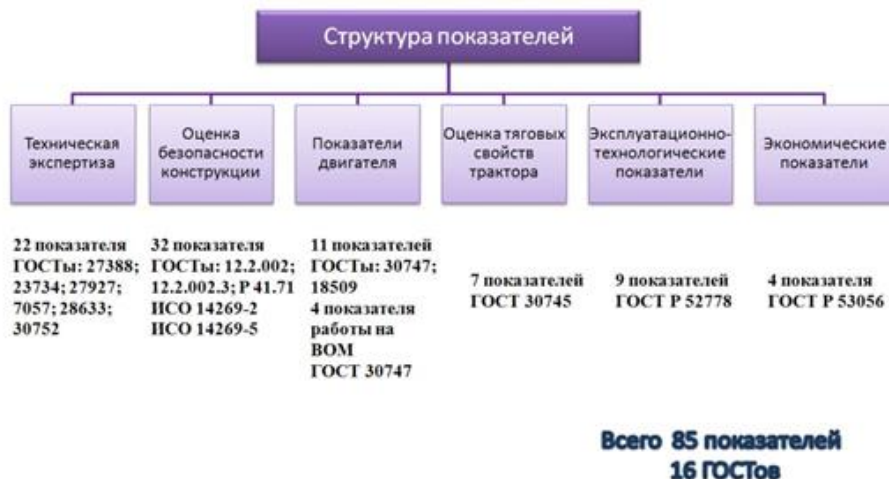 Структура показателей
Техническая
экспертиза
Оценка
безопасности
конструкции
Показатели
двигателя
Оценка тяговых
свойств
трактора
Эксплуатационно-
технологические
показатели
Экономические
показатели
22 показателя
ГОСТы: 27388;
23734; 27927;
7057; 28633;
30752
32 показателя
ГОСТы: 12.2.002;
12.2.002.3; Р 41.71
ИСО 14269-2
ИСО 14269-5
11 показателей
ГОСТы: 30747;
18509
4 показателя
работы на
ВОМ
ГОСТ 30747
7 показателей
ГОСТ 30745
9 показателей
ГОСТ Р 52778
4 показателя
ГОСТ Р 53056
Всего 85 показателей
16 ГОСТов